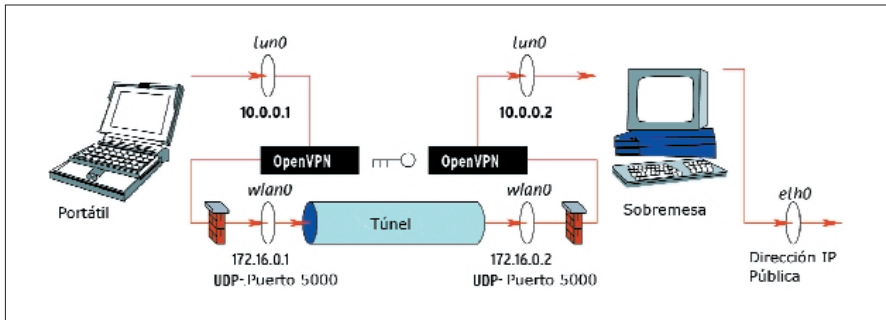 lun0
lun0
10.0.0.1
10.0.0.2
OpenVPN
OpenVPN
Portátil
wlan0
wlan0
Túnel
Sobremesa
elh0
172.16.0.1
UDP-.Puerto 5000
172.16.0.2
UDP- Puerto 5000
Dirección IP
Pública